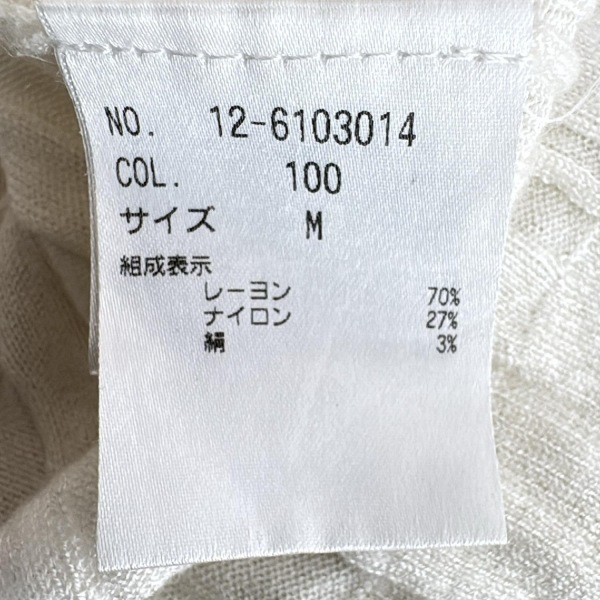 NO. 12-6103014
COL. 100
サイズ M
組成表示
レーヨン 70%
ナイロン 27%
絹 3%